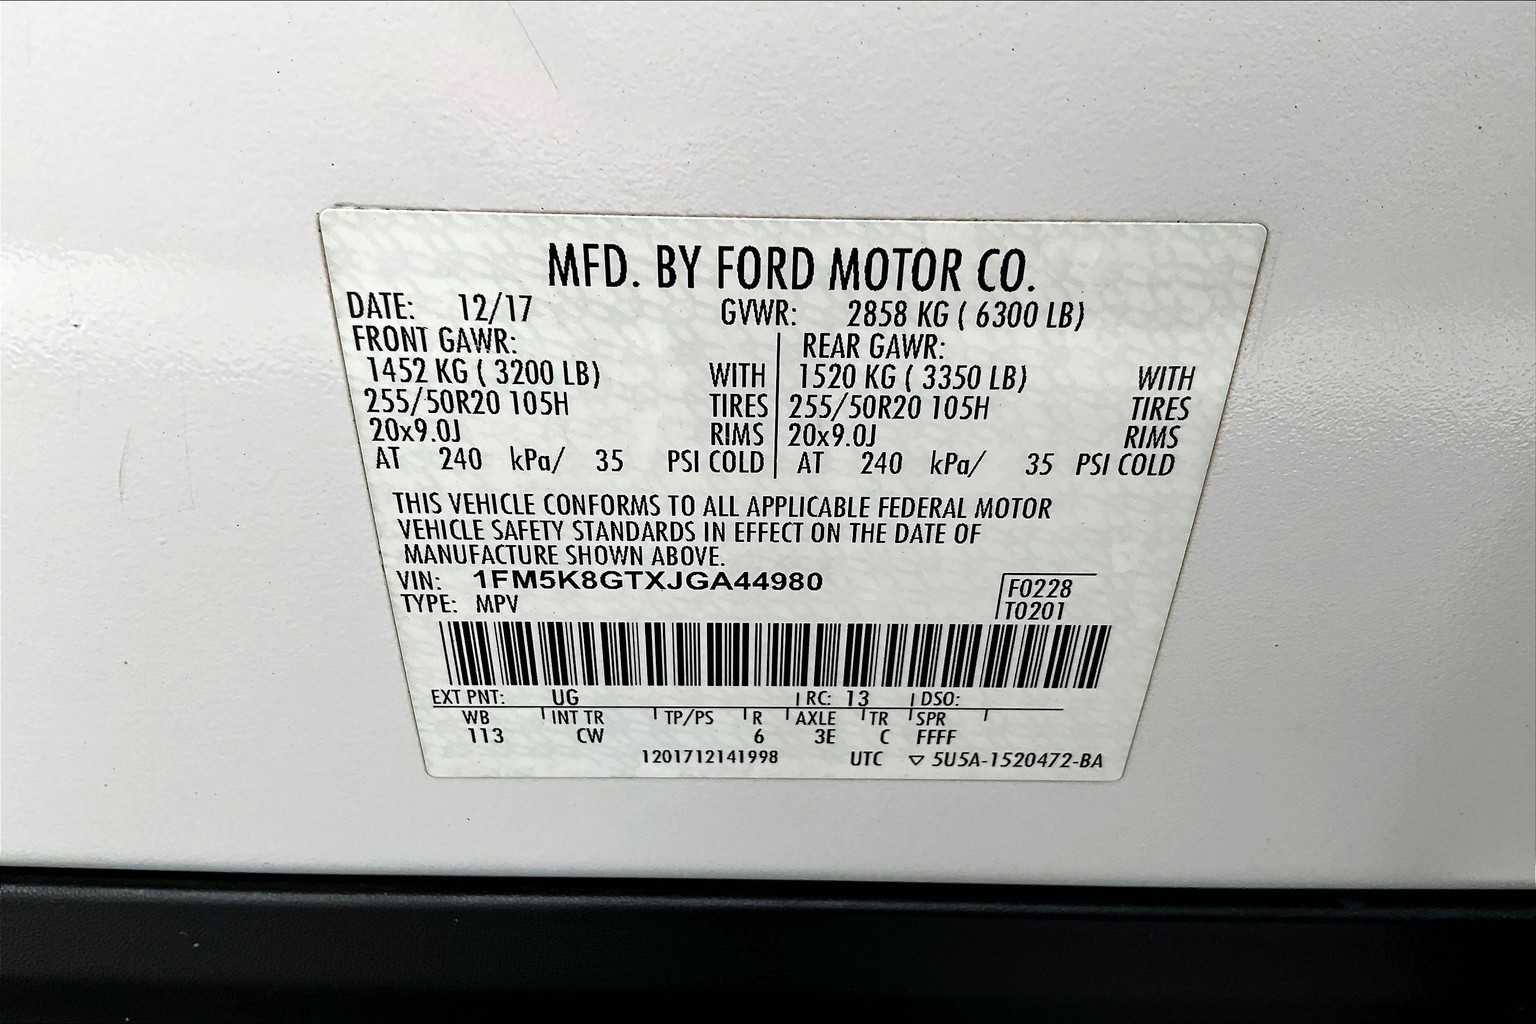 MFD. BY FORD MOTOR CO.
DATE: 12/17 GVWR: 2858 KG ( 6300 LB)
FRONT GAWR: REAR GAWR:
1452 KG ( 3200 LB) WITH 1520 KG ( 3350 LB) WITH
255/50R20 105H TIRES 255/50R20 105H TIRES
20x9.0J RIMS 20x9.0J RIMS
AT 240 kPa/ 35 PSI COLD AT 240 kPa/ 35 PSI COLD
THIS VEHICLE CONFORMS TO ALL APPLICABLE FEDERAL MOTOR
VEHICLE SAFETY STANDARDS IN EFFECT ON THE DATE OF
MANUFACTURE SHOWN ABOVE.
VIN: 1FM5K8GTXJGA44980 F0228
TYPE: MPV T0201
EXT PNT: UG RC: 13 DSO:
WB INT TR TP/PS R AXLE TR SPR
113 CW 6 3E C FFFF
1201712141998 UTC ▽ 5U5A-1520472-BA